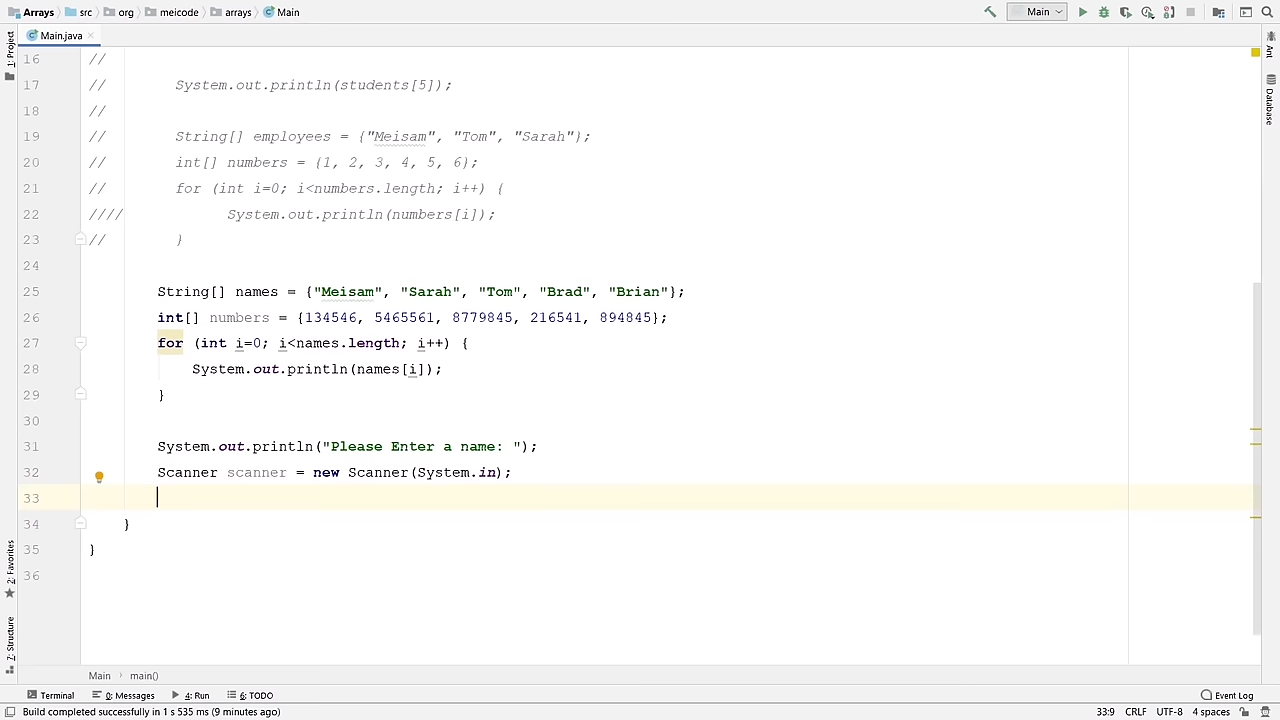 Arrays src org meicode arrays Main Main
Main.java
1: Project
Ant
Database
2: Favorites
7: Structure
16 //
17 // System.out.println(students[5]);
18 //
19 // String[] employees = {"Meisam", "Tom", "Sarah"};
20 // int[] numbers = {1, 2, 3, 4, 5, 6};
21 // for (int i=0; i<numbers.length; i++) {
22 //// System.out.println(numbers[i]);
23 // }
24
25 String[] names = {"Meisam", "Sarah", "Tom", "Brad", "Brian"};
26 int[] numbers = {134546, 5465561, 8779845, 216541, 894845};
27 for (int i=0; i<names.length; i++) {
28 System.out.println(names[i]);
29 }
30
31 System.out.println("Please Enter a name: ");
32 Scanner scanner = new Scanner(System.in);
33
34 }
35 }
36
Main main()
Terminal 0: Messages 4: Run 6: TODO Event Log
Build completed successfully in 1 s 535 ms (9 minutes ago) 33:9 CRLF UTF-8 4 spaces